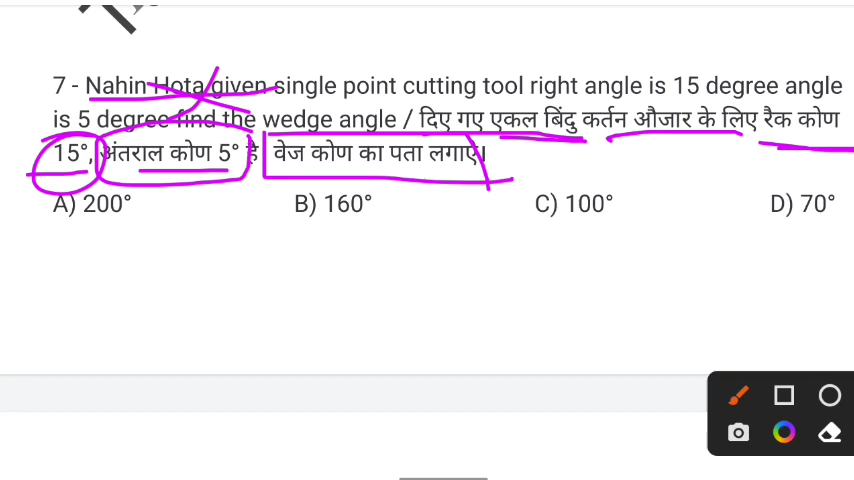 7 - Nahin Hota given single point cutting tool right angle is 15 degree angle
is 5 degree find the wedge angle / दिए गए एकल बिंदु कर्तन औजार के लिए रैक कोण
15°, अंतराल कोण 5° है वेज कोण का पता लगाए।
A) 200° B) 160° C) 100° D) 70°